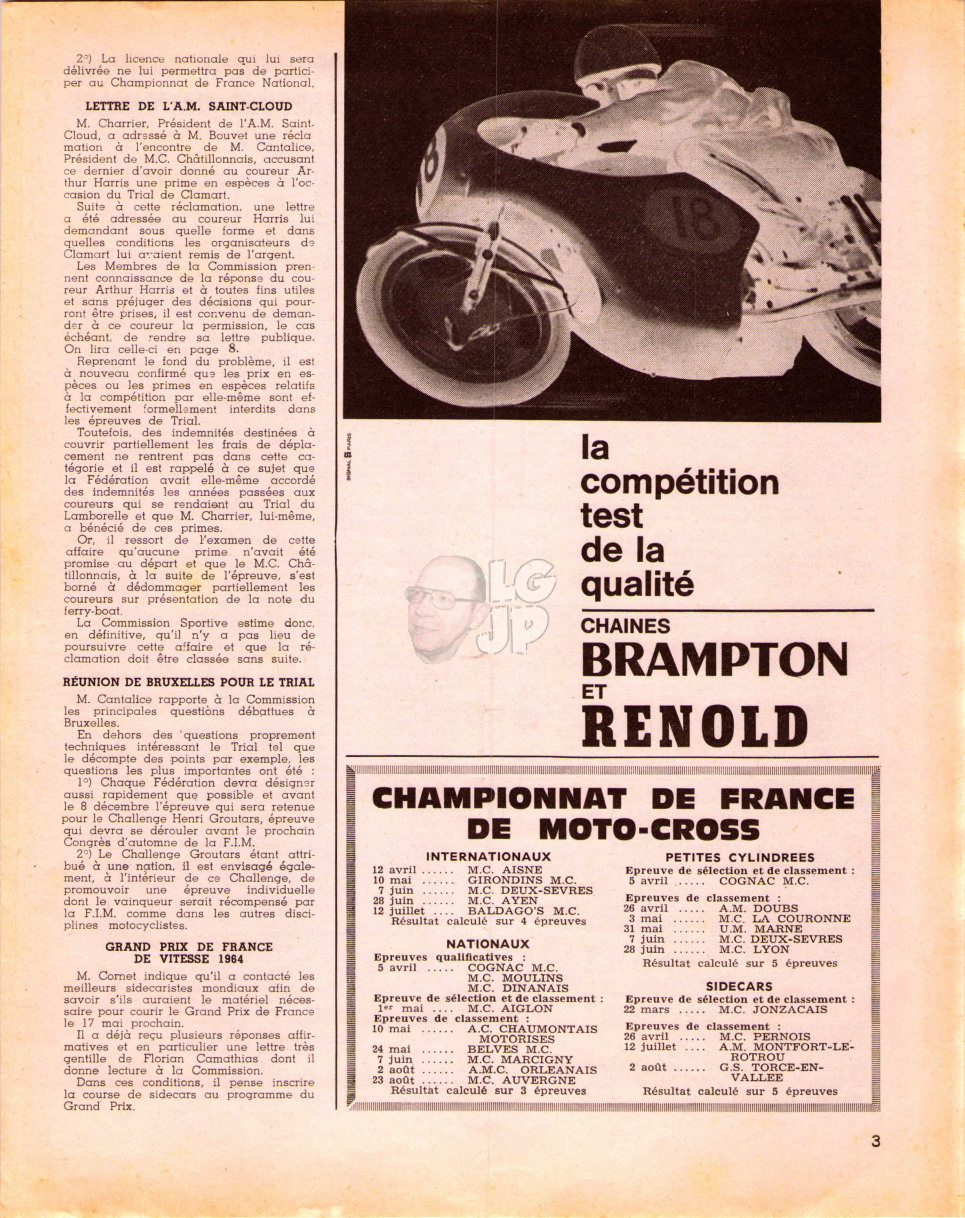 2°) La licence nationale qui lui sera
délivrée ne lui permettra pas de partici-
per au Championnat de France National.
LETTRE DE L'A.M. SAINT-CLOUD
M. Charrier, Président de l'A.M. Saint-
Cloud, a adressé à M. Bouvet une récla
mation à l'encontre de M. Cantalice,
Président de M.C. Châtillonnais, accusant
ce dernier d'avoir donné au coureur Ar-
thur Harris une prime en espèces à l'oc-
casion du Trial de Clamart.
Suite à cette réclamation, une lettre
a été adressée au coureur Harris lui
demandant sous quelle forme et dans
quelles conditions les organisateurs de
Clamart lui avaient remis de l'argent.
Les Membres de la Commission pren-
nent connaissance de la réponse du cou-
reur Arthur Harris et à toutes fins utiles
et sans préjuger des décisions qui pour-
ront être prises, il est convenu de deman-
der à ce coureur la permission, le cas
échéant, de rendre sa lettre publique.
On lira celle-ci en page 8.
Reprenant le fond du problème, il est
à nouveau confirmé que les prix en es-
pèces ou les primes en espèces relatifs
à la compétition par elle-même sont ef-
fectivement formellement interdits dans
les épreuves de Trial.
Toutefois, des indemnités destinées à
couvrir partiellement les frais de dépla-
cement ne rentrent pas dans cette ca-
tégorie et il est rappelé à ce sujet que
la Fédération avait elle-même accordé
des indemnités les années passées aux
coureurs qui se rendaient au Trial du
Lamborelle et que M. Charrier, lui-même,
a bénécié de ces primes.
Or, il ressort de l'examen de cette
affaire qu'aucune prime n'avait été
promise au départ et que le M.C. Châ-
tillonnais, à la suite de l'épreuve, s'est
borné à dédommager partiellement les
coureurs sur présentation de la note du
ferry-boat.
La Commission Sportive estime donc,
en définitive, qu'il n'y a pas lieu de
poursuivre cette affaire et que la ré-
clamation doit être classée sans suite.
RÉUNION DE BRUXELLES POUR LE TRIAL
M. Cantalice rapporte à la Commission
les principales questions débattues à
Bruxelles.
En dehors des questions proprement
techniques intéressant le Trial tel que
le décompte des points par exemple, les
questions les plus importantes ont été :
1°) Chaque Fédération devra désigner
aussi rapidement que possible et avant
le 8 décembre l'épreuve qui sera retenue
pour le Challenge Henri Groutars, épreuve
qui devra se dérouler avant le prochain
Congrès d'automne de la F.I.M.
2°) Le Challenge Groutars étant attri-
bué à une nation, il est envisagé égale-
ment, à l'intérieur de ce Challenge, de
promouvoir une épreuve individuelle
dont le vainqueur serait récompensé par
la F.I.M. comme dans les autres disci-
plines motocyclistes.
GRAND PRIX DE FRANCE
DE VITESSE 1964
M. Cornet indique qu'il a contacté les
meilleurs sidecaristes mondiaux afin de
savoir s'ils auraient le matériel néces-
saire pour courir le Grand Prix de France
le 17 mai prochain.
Il a déjà reçu plusieurs réponses affir-
matives et en particulier une lettre très
gentille de Florian Camathias dont il
donne lecture à la Commission.
Dans ces conditions, il pense inscrire
la course de sidecars au programme du
Grand Prix.
18
18
SIGNAL PARIS
la
compétition
test
de la
qualité
LG
JP
CHAINES
BRAMPTON
ET
RENOLD
CHAMPIONNAT DE FRANCE
DE MOTO-CROSS
INTERNATIONAUX
12 avril ...... M.C. AISNE
10 mai ...... GIRONDINS M.C.
7 juin ...... M.C. DEUX-SEVRES
28 juin ...... M.C. AYEN
12 juillet .... BALDAGO'S M.C.
Résultat calculé sur 4 épreuves
NATIONAUX
Epreuves qualificatives :
5 avril ..... COGNAC M.C.
M.C. MOULINS
M.C. DINANAIS
Epreuve de sélection et de classement :
1er mai .... M.C. AIGLON
Epreuves de classement :
10 mai ...... A.C. CHAUMONTAIS
MOTORISES
24 mai ...... BELVES M.C.
7 juin ...... M.C. MARCIGNY
2 août ...... A.M.C. ORLEANAIS
23 août ...... M.C. AUVERGNE
Résultat calculé sur 3 épreuves
PETITES CYLINDREES
Epreuve de sélection et de classement :
5 avril ..... COGNAC M.C.
Epreuves de classement :
26 avril ..... A.M. DOUBS
3 mai ...... M.C. LA COURONNE
31 mai ...... U.M. MARNE
7 juin ...... M.C. DEUX-SEVRES
28 juin ...... M.C. LYON
Résultat calculé sur 5 épreuves
SIDECARS
Epreuve de sélection et de classement :
22 mars ..... M.C. JONZACAIS
Epreuves de classement :
26 avril ..... M.C. PERNOIS
12 juillet .... A.M. MONTFORT-LE-
ROTROU
2 août ...... G.S. TORCE-EN-
VALLEE
Résultat calculé sur 5 épreuves
3